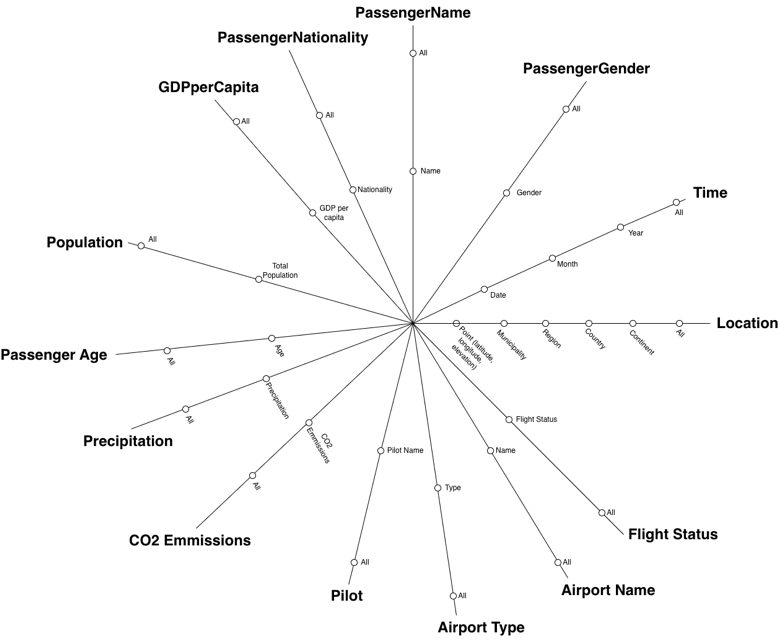 PassengerName
All
Name
PassengerNationality
All
Nationality
PassengerGender
All
Gender
GDPperCapita
All
GDP per
capita
Time
All
Year
Month
Date
Population
All
Total
Population
Location
Point (latitude,
longitude,
elevation)
Municipality
Region
Country
Continent
All
Passenger Age
All
Age
Precipitation
All
Precipitation
CO2 Emmissions
All
CO2
Emmissions
Pilot Name
All
Pilot
Type
All
Airport Type
Name
All
Airport Name
Flight Status
All
Flight Status